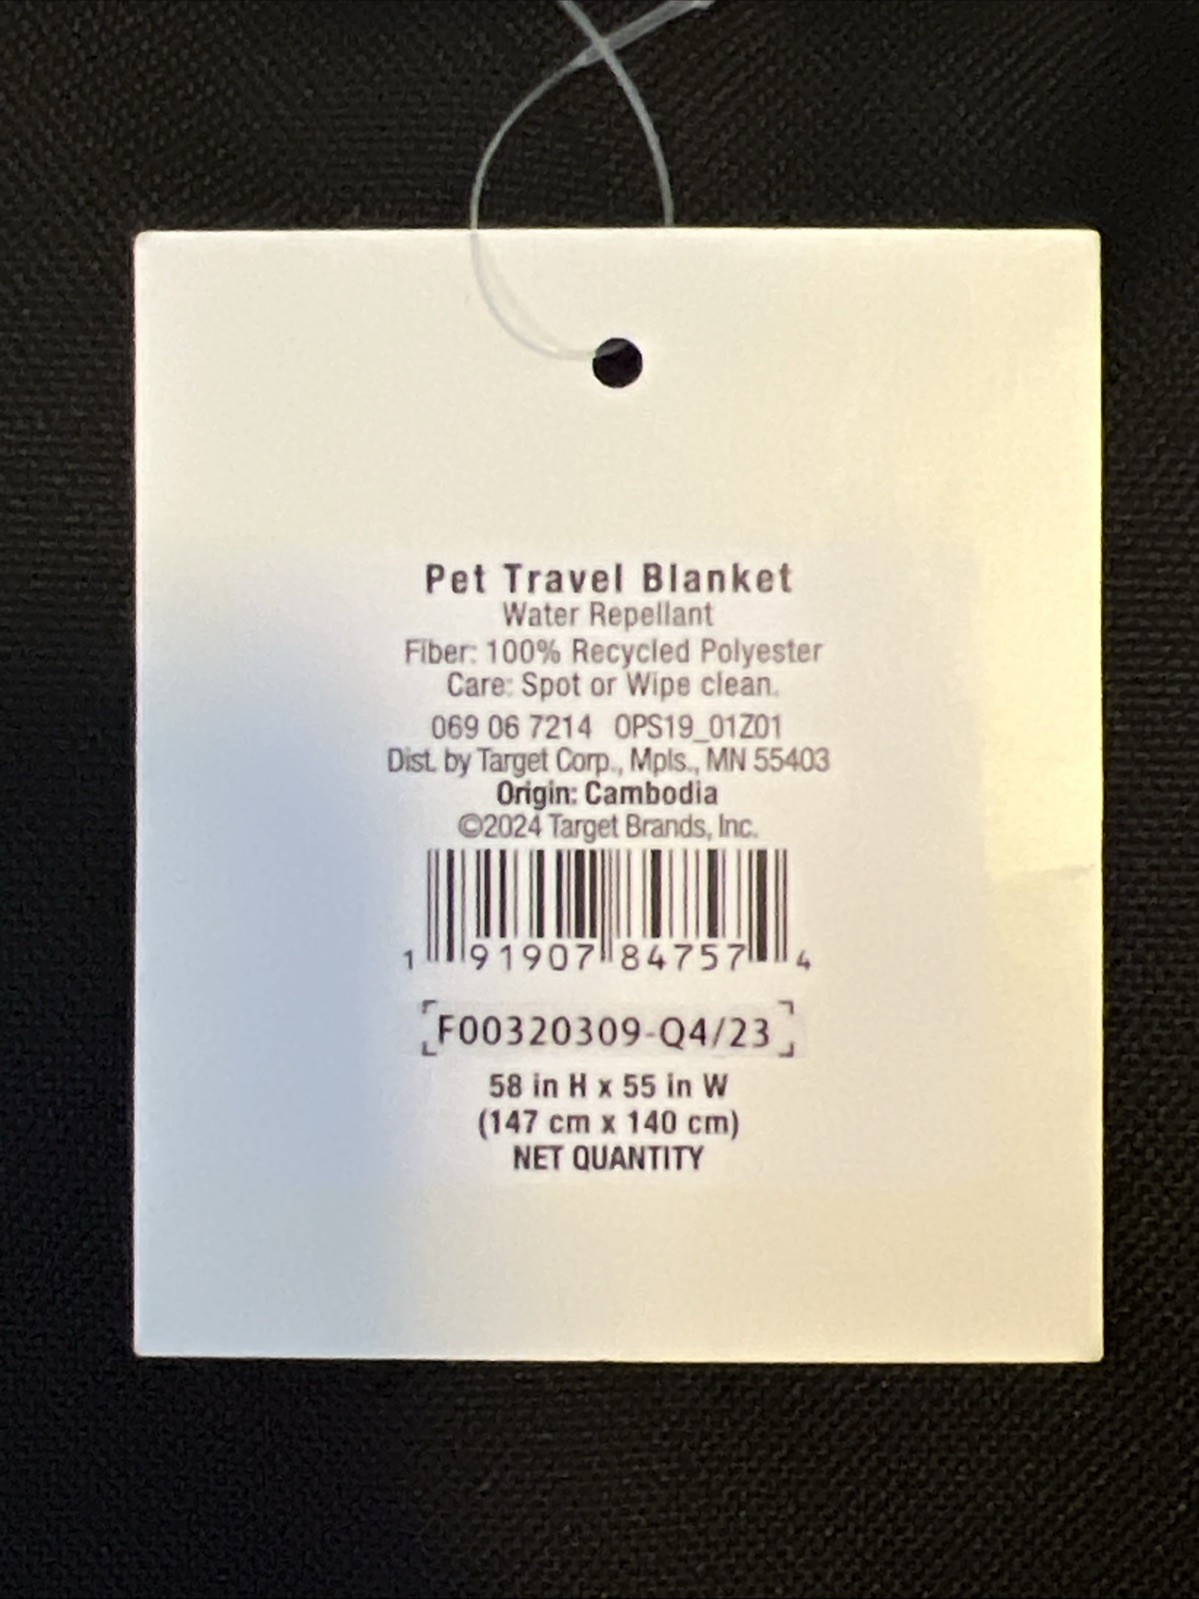 Pet Travel Blanket
Water Repellant
Fiber: 100% Recycled Polyester
Care: Spot or Wipe clean.
069 06 7214 OPS19_01Z01
Dist. by Target Corp., Mpls., MN 55403
Origin: Cambodia
©2024 Target Brands, Inc.
1 91907 84757 4
F00320309-Q4/23
58 in H x 55 in W
(147 cm x 140 cm)
NET QUANTITY